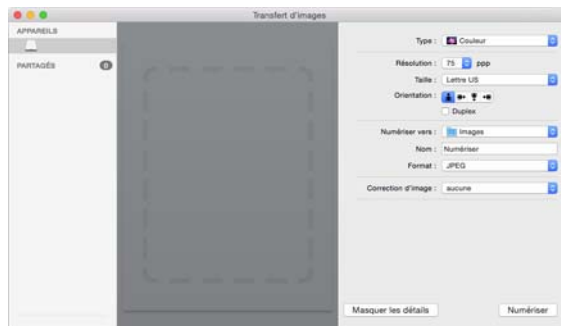 Transfert d'images
APPAREILS
PARTAGÉS 0
Type : Couleur
Résolution : 75 ppp
Taille : Lettre US
Orientation :
Duplex
Numériser vers : Images
Nom : Numériser
Format : JPEG
Correction d'image : aucune
Masquer les détails Numériser